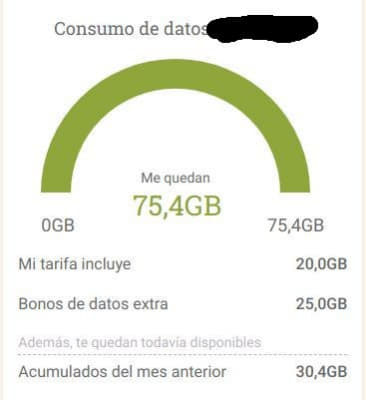 Consumo de datos
Me quedan
75,4GB
0GB 75,4GB
Mi tarifa incluye 20,0GB
Bonos de datos extra 25,0GB
Además, te quedan todavía disponibles
Acumulados del mes anterior 30,4GB